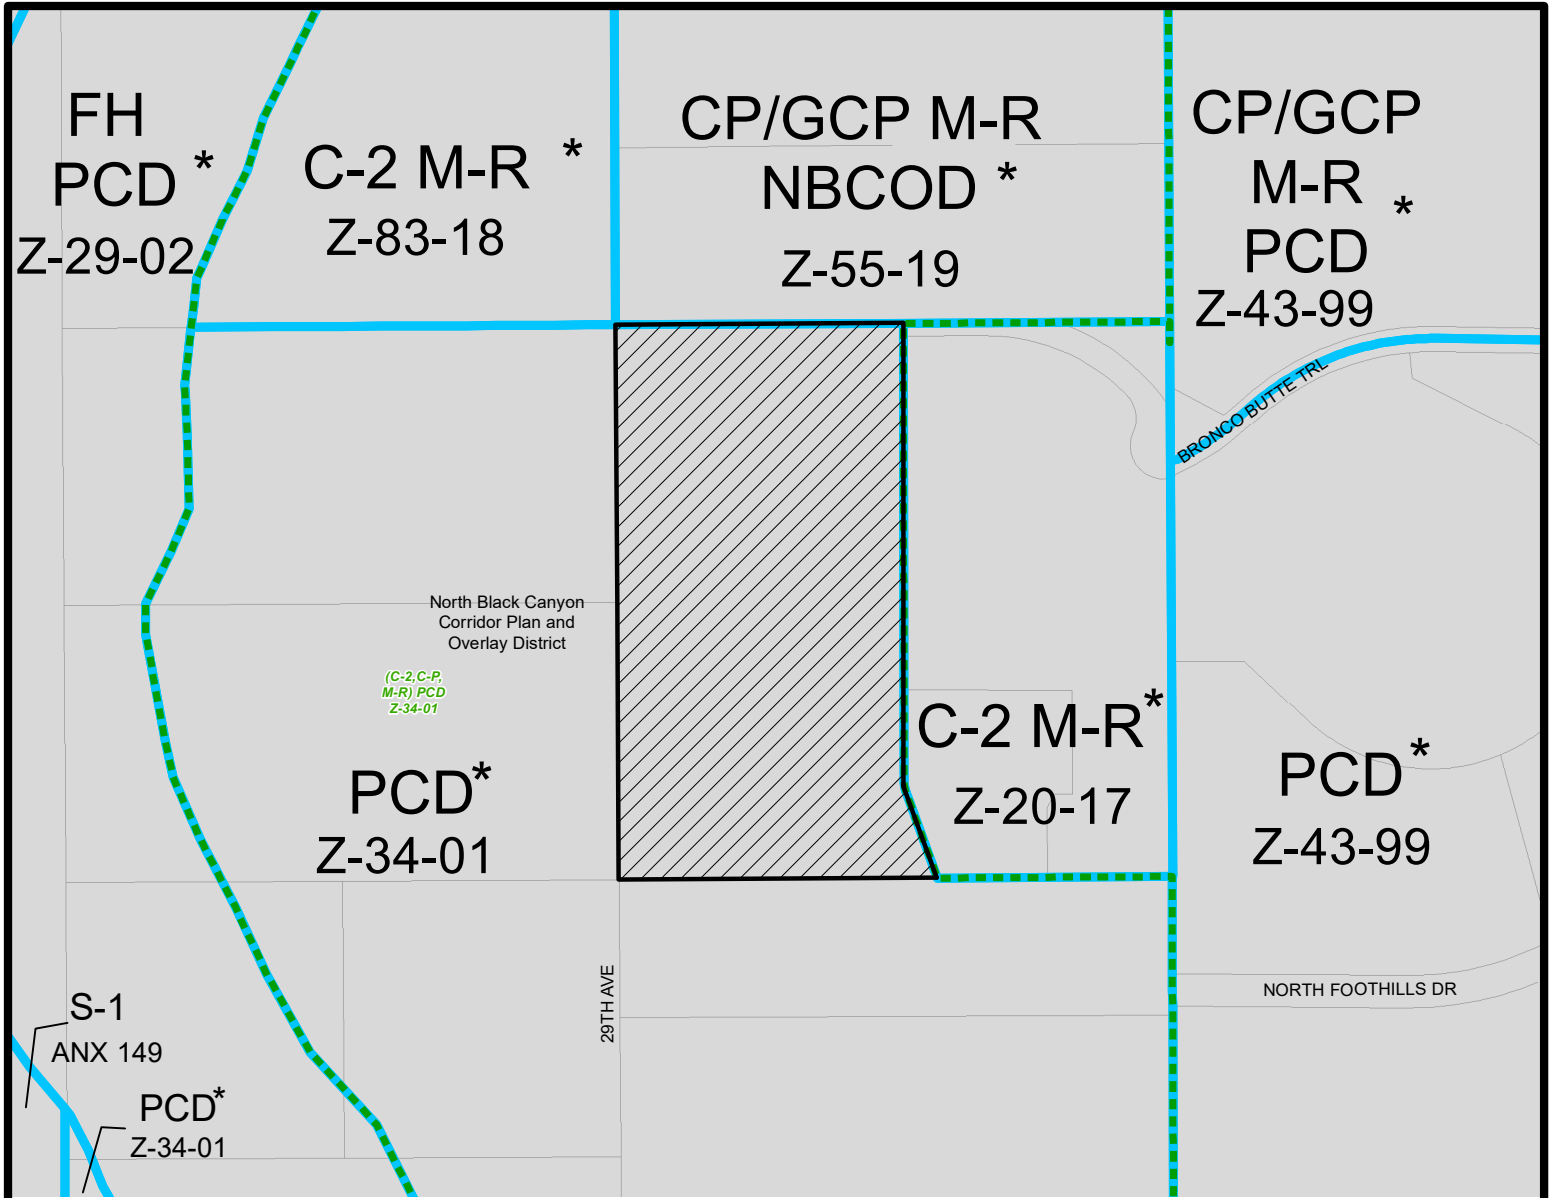 FH
PCD *
Z-29-02
C-2 M-R *
Z-83-18
CP/GCP M-R
NBCOD *
Z-55-19
CP/GCP
M-R
PCD *
Z-43-99
BRONCO BUTTE TRL
North Black Canyon
Corridor Plan and
Overlay District
(C-2,C-P,
M-R) PCD
Z-34-01
PCD*
Z-34-01
C-2 M-R*
Z-20-17
PCD*
Z-43-99
29TH AVE
NORTH FOOTHILLS DR
S-1
ANX 149
PCD*
Z-34-01